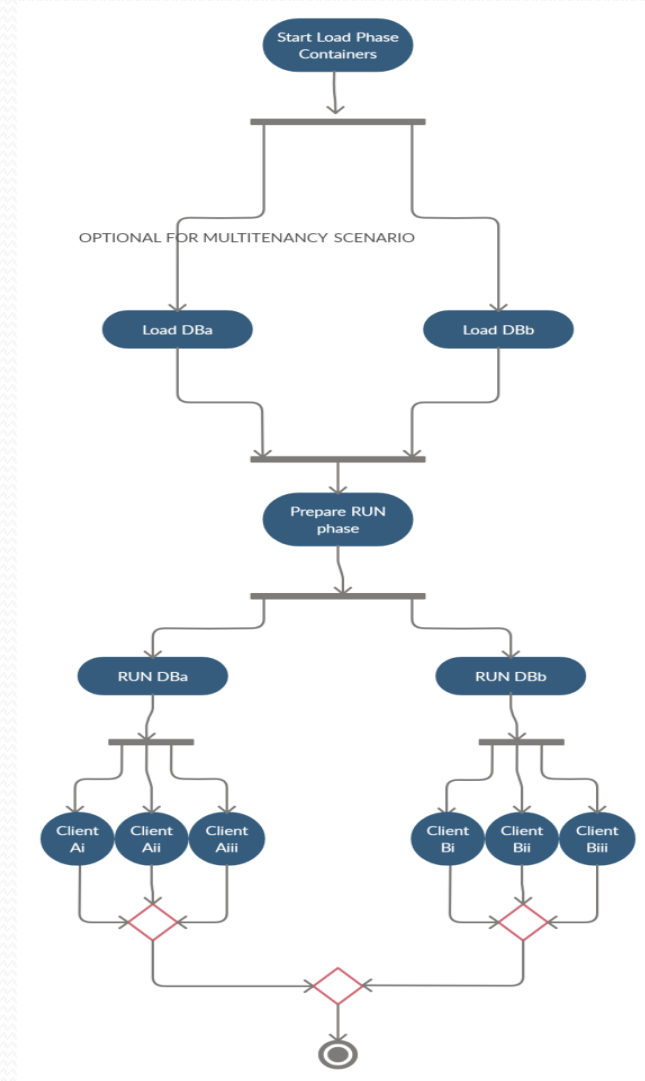 Start Load Phase
Containers
OPTIONAL FOR MULTITENANCY SCENARIO
Load DBa
Load DBb
Prepare RUN
phase
RUN DBa
RUN DBb
Client
Ai
Client
Aii
Client
Aiii
Client
Bi
Client
Bii
Client
Biii